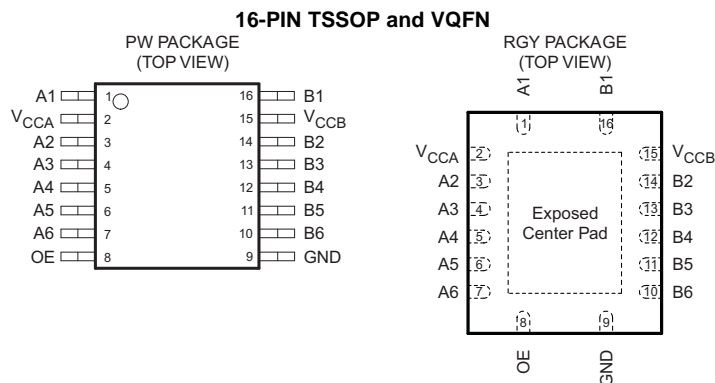 16-PIN TSSOP and VQFN
PW PACKAGE
(TOP VIEW)
A1 1 16 B1
VCCA 2 15 VCCB
A2 3 14 B2
A3 4 13 B3
A4 5 12 B4
A5 6 11 B5
A6 7 10 B6
OE 8 9 GND
RGY PACKAGE
(TOP VIEW)
A1 B1
1 16
VCCA 2 15 VCCB
A2 3 14 B2
A3 4 13 B3
A4 5 12 B4
A5 6 11 B5
A6 7 10 B6
Exposed
Center Pad
8 9
OE GND